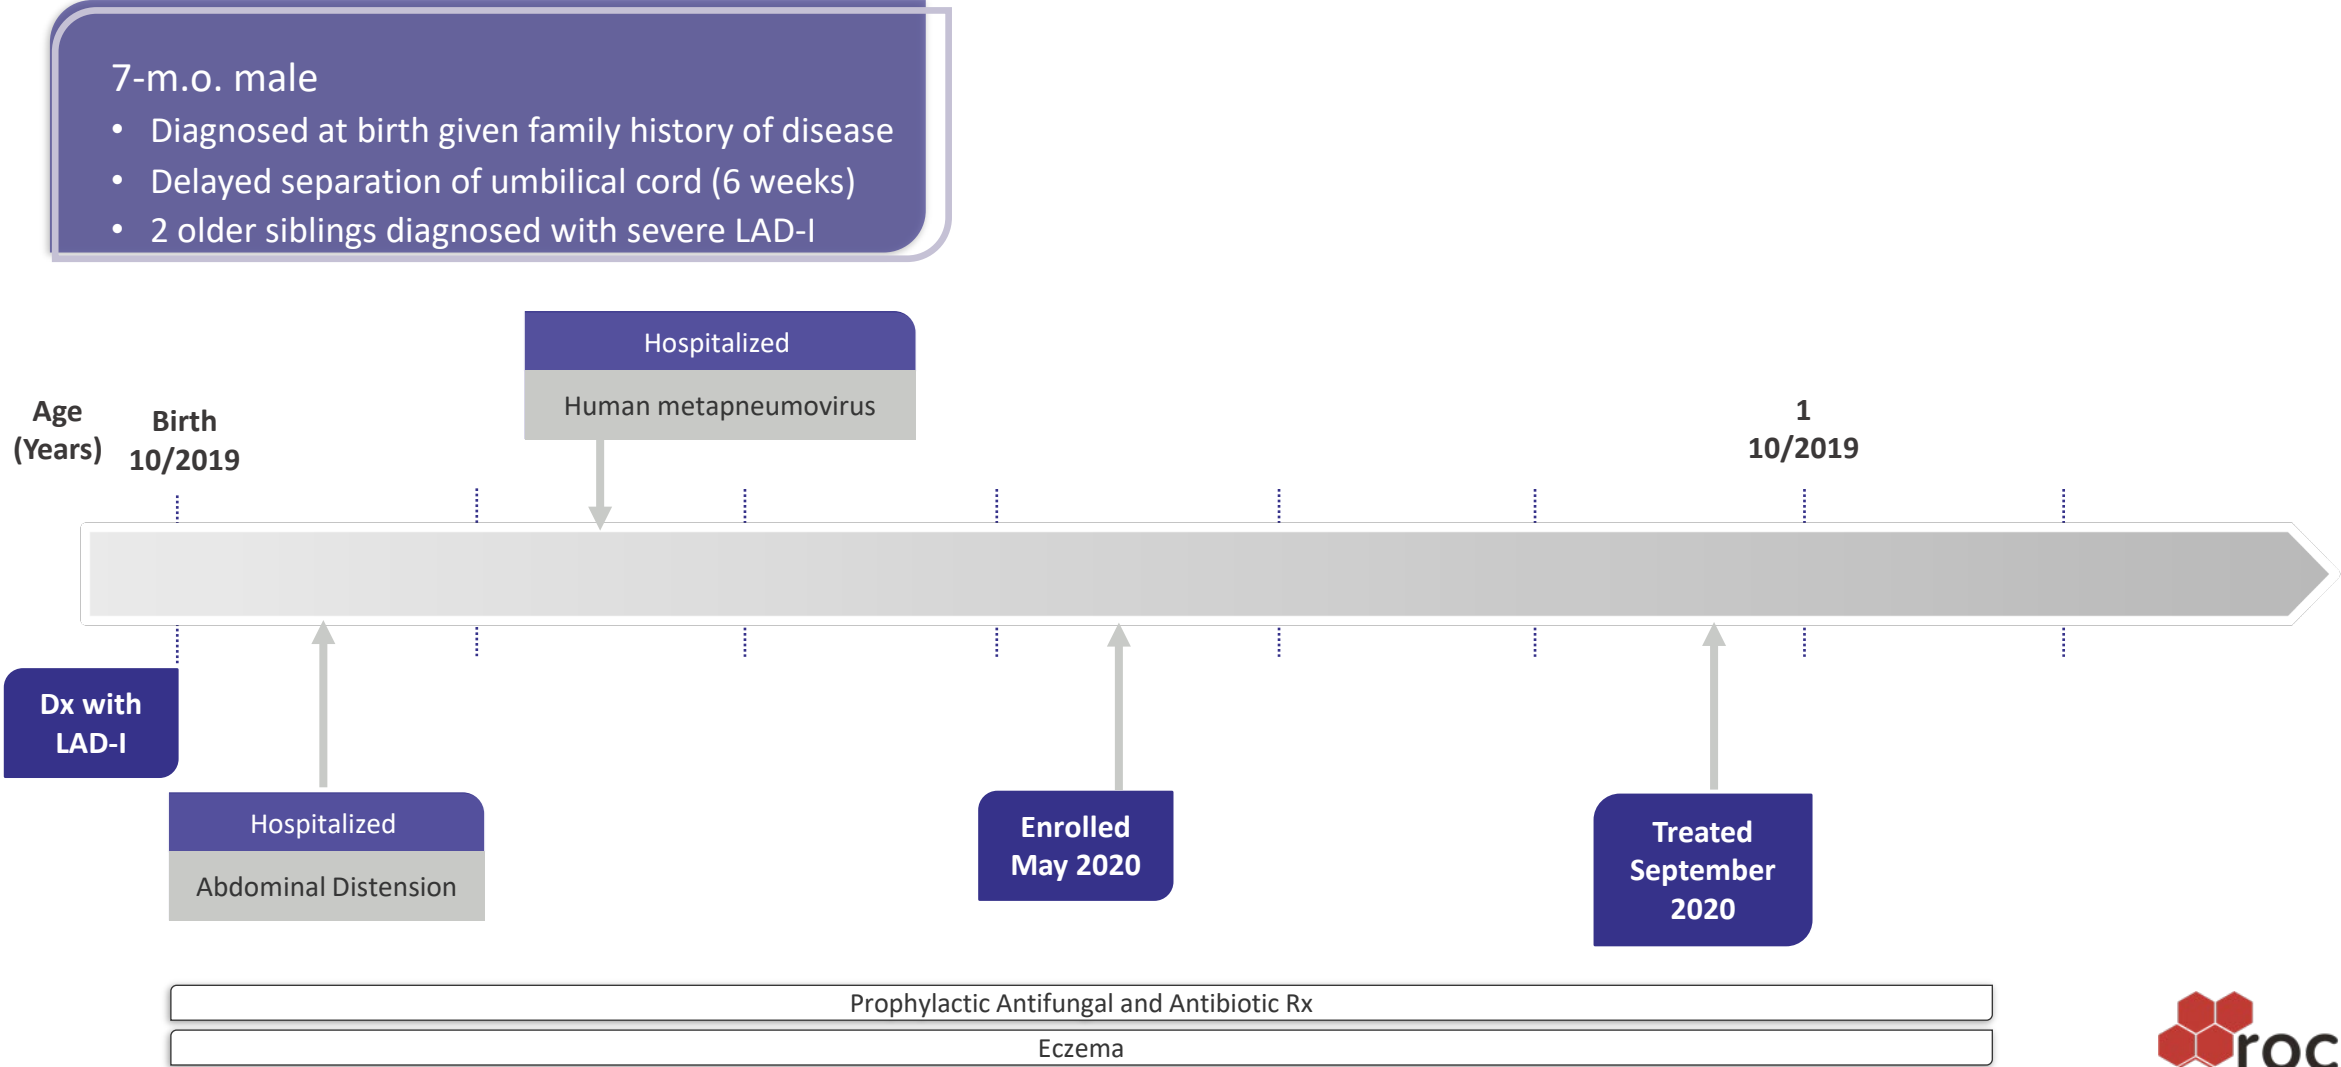 7-m.o. male
• Diagnosed at birth given family history of disease
• Delayed separation of umbilical cord (6 weeks)
• 2 older siblings diagnosed with severe LAD-I
Hospitalized
Human metapneumovirus
Age
(Years)
Birth
10/2019
1
10/2019
Dx with
LAD-I
Hospitalized
Abdominal Distension
Enrolled
May 2020
Treated
September
2020
Prophylactic Antifungal and Antibiotic Rx
Eczema
roc